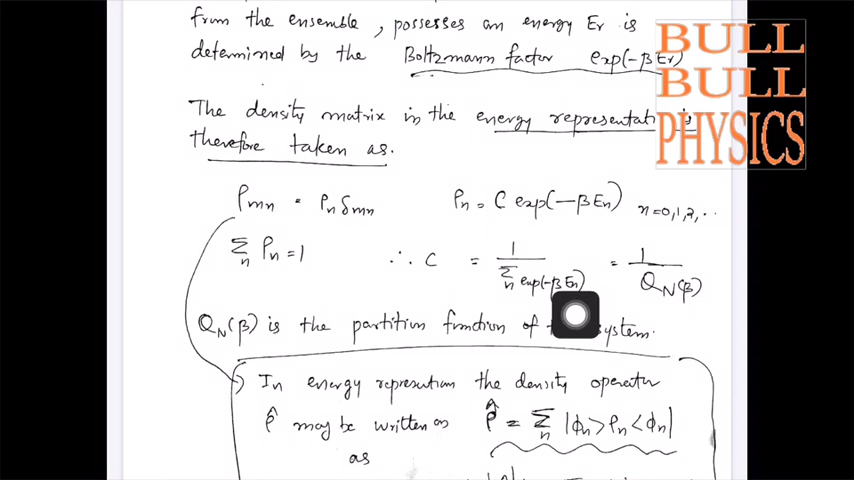 from the ensemble, possesses an energy Er is
determined by the Boltzmann factor exp(-βEr)
BULL
BULL
PHYSICS
The density matrix in the energy representati is
therefore taken as.
ρmn = ρn δmn ρn = C exp(-βEn) n=0,1,2,..
∑n ρn = 1 ∴ C = 1/∑n exp(-βEn) = 1/QN(β)
QN(β) is the partition function of system.
In energy represention the density operator
ρ̂ may be written as ρ̂ = ∑n |φn> ρn <φn|
as